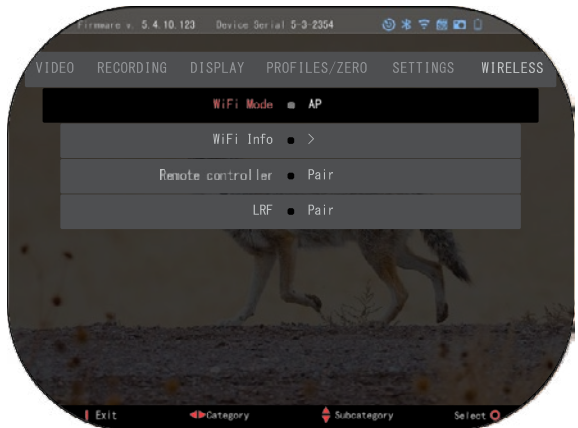 Firmware v. 5.4.10.123 Device Serial 5-3-2354
VIDEO RECORDING DISPLAY PROFILES/ZERO SETTINGS WIRELESS
WiFi Mode AP
WiFi Info >
Remote controller Pair
LRF Pair
Exit Category Subcategory Select